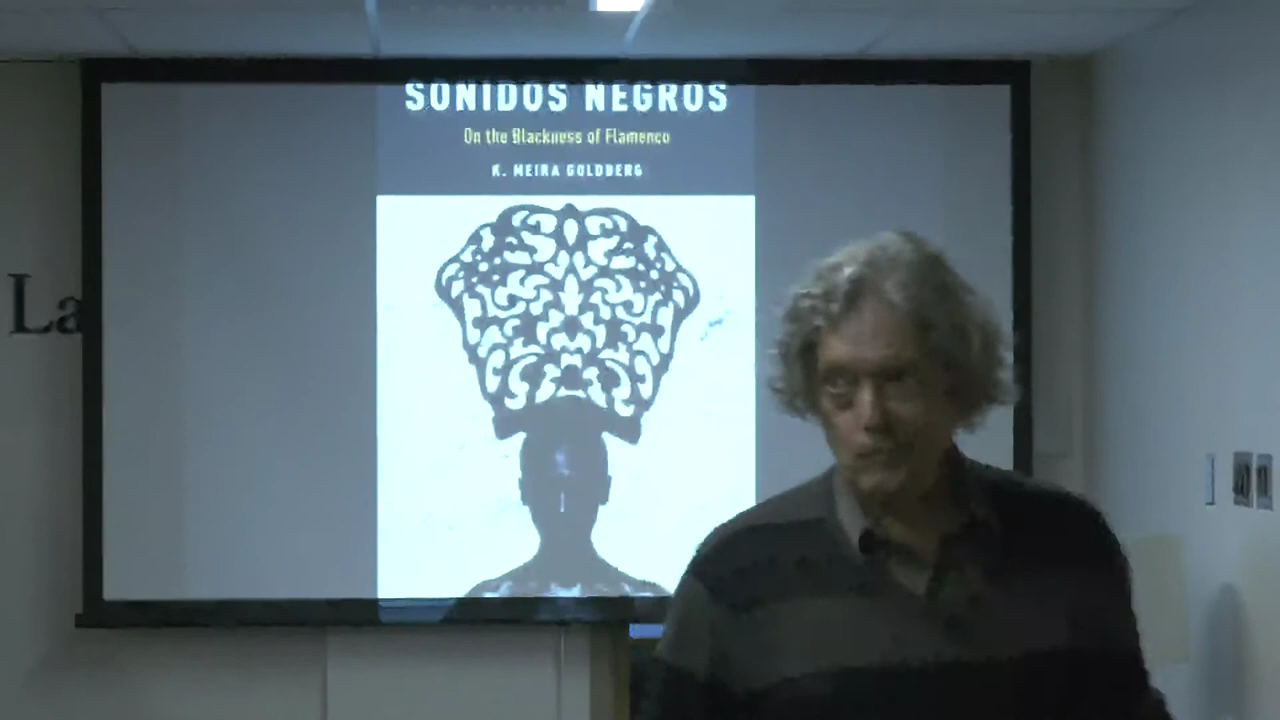 SONIDOS NEGROS
On the Blackness of Flamenco
K. MEIRA GOLDBERG
La